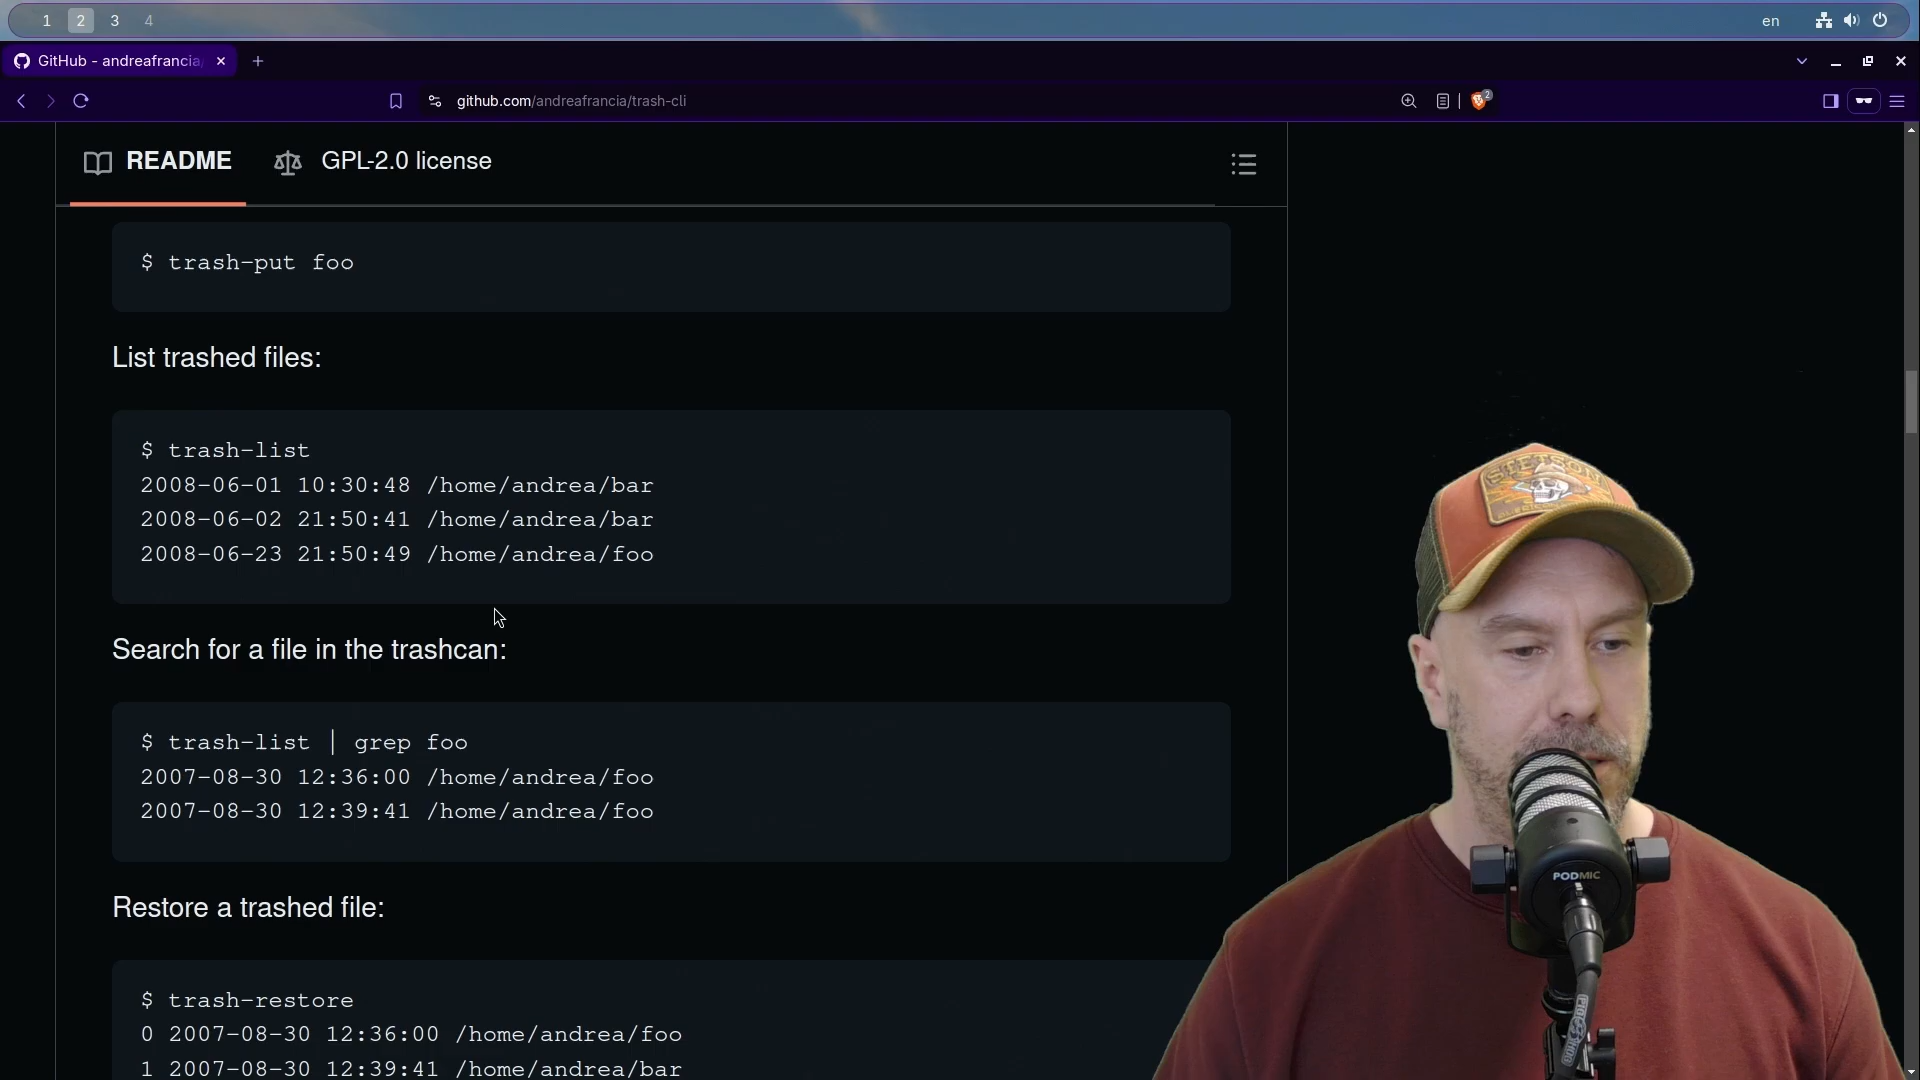 1 2 3 4 en
GitHub - andreafrancia/
github.com/andreafrancia/trash-cli
2
README GPL-2.0 license
$ trash-put foo
List trashed files:
$ trash-list
2008-06-01 10:30:48 /home/andrea/bar
2008-06-02 21:50:41 /home/andrea/bar
2008-06-23 21:50:49 /home/andrea/foo
Search for a file in the trashcan:
$ trash-list | grep foo
2007-08-30 12:36:00 /home/andrea/foo
2007-08-30 12:39:41 /home/andrea/foo
Restore a trashed file:
$ trash-restore
0 2007-08-30 12:36:00 /home/andrea/foo
1 2007-08-30 12:39:41 /home/andrea/bar
STETSON
PODMIC